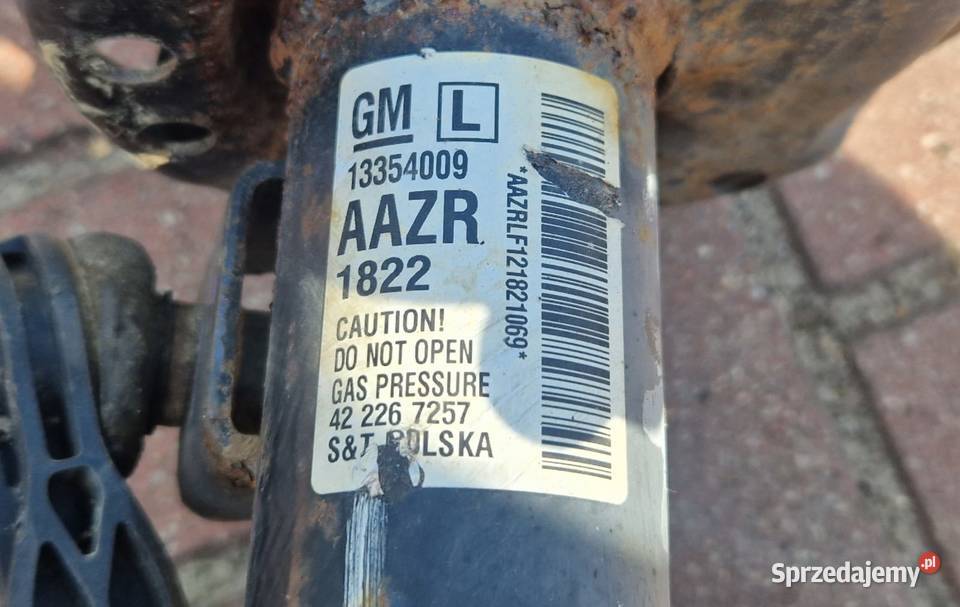 GM L
13354009
AAZR
1822
CAUTION!
DO NOT OPEN
GAS PRESSURE
42 226 7257
S&T POLSKA
*AAZRLF121821069*
Sprzedajemy.pl